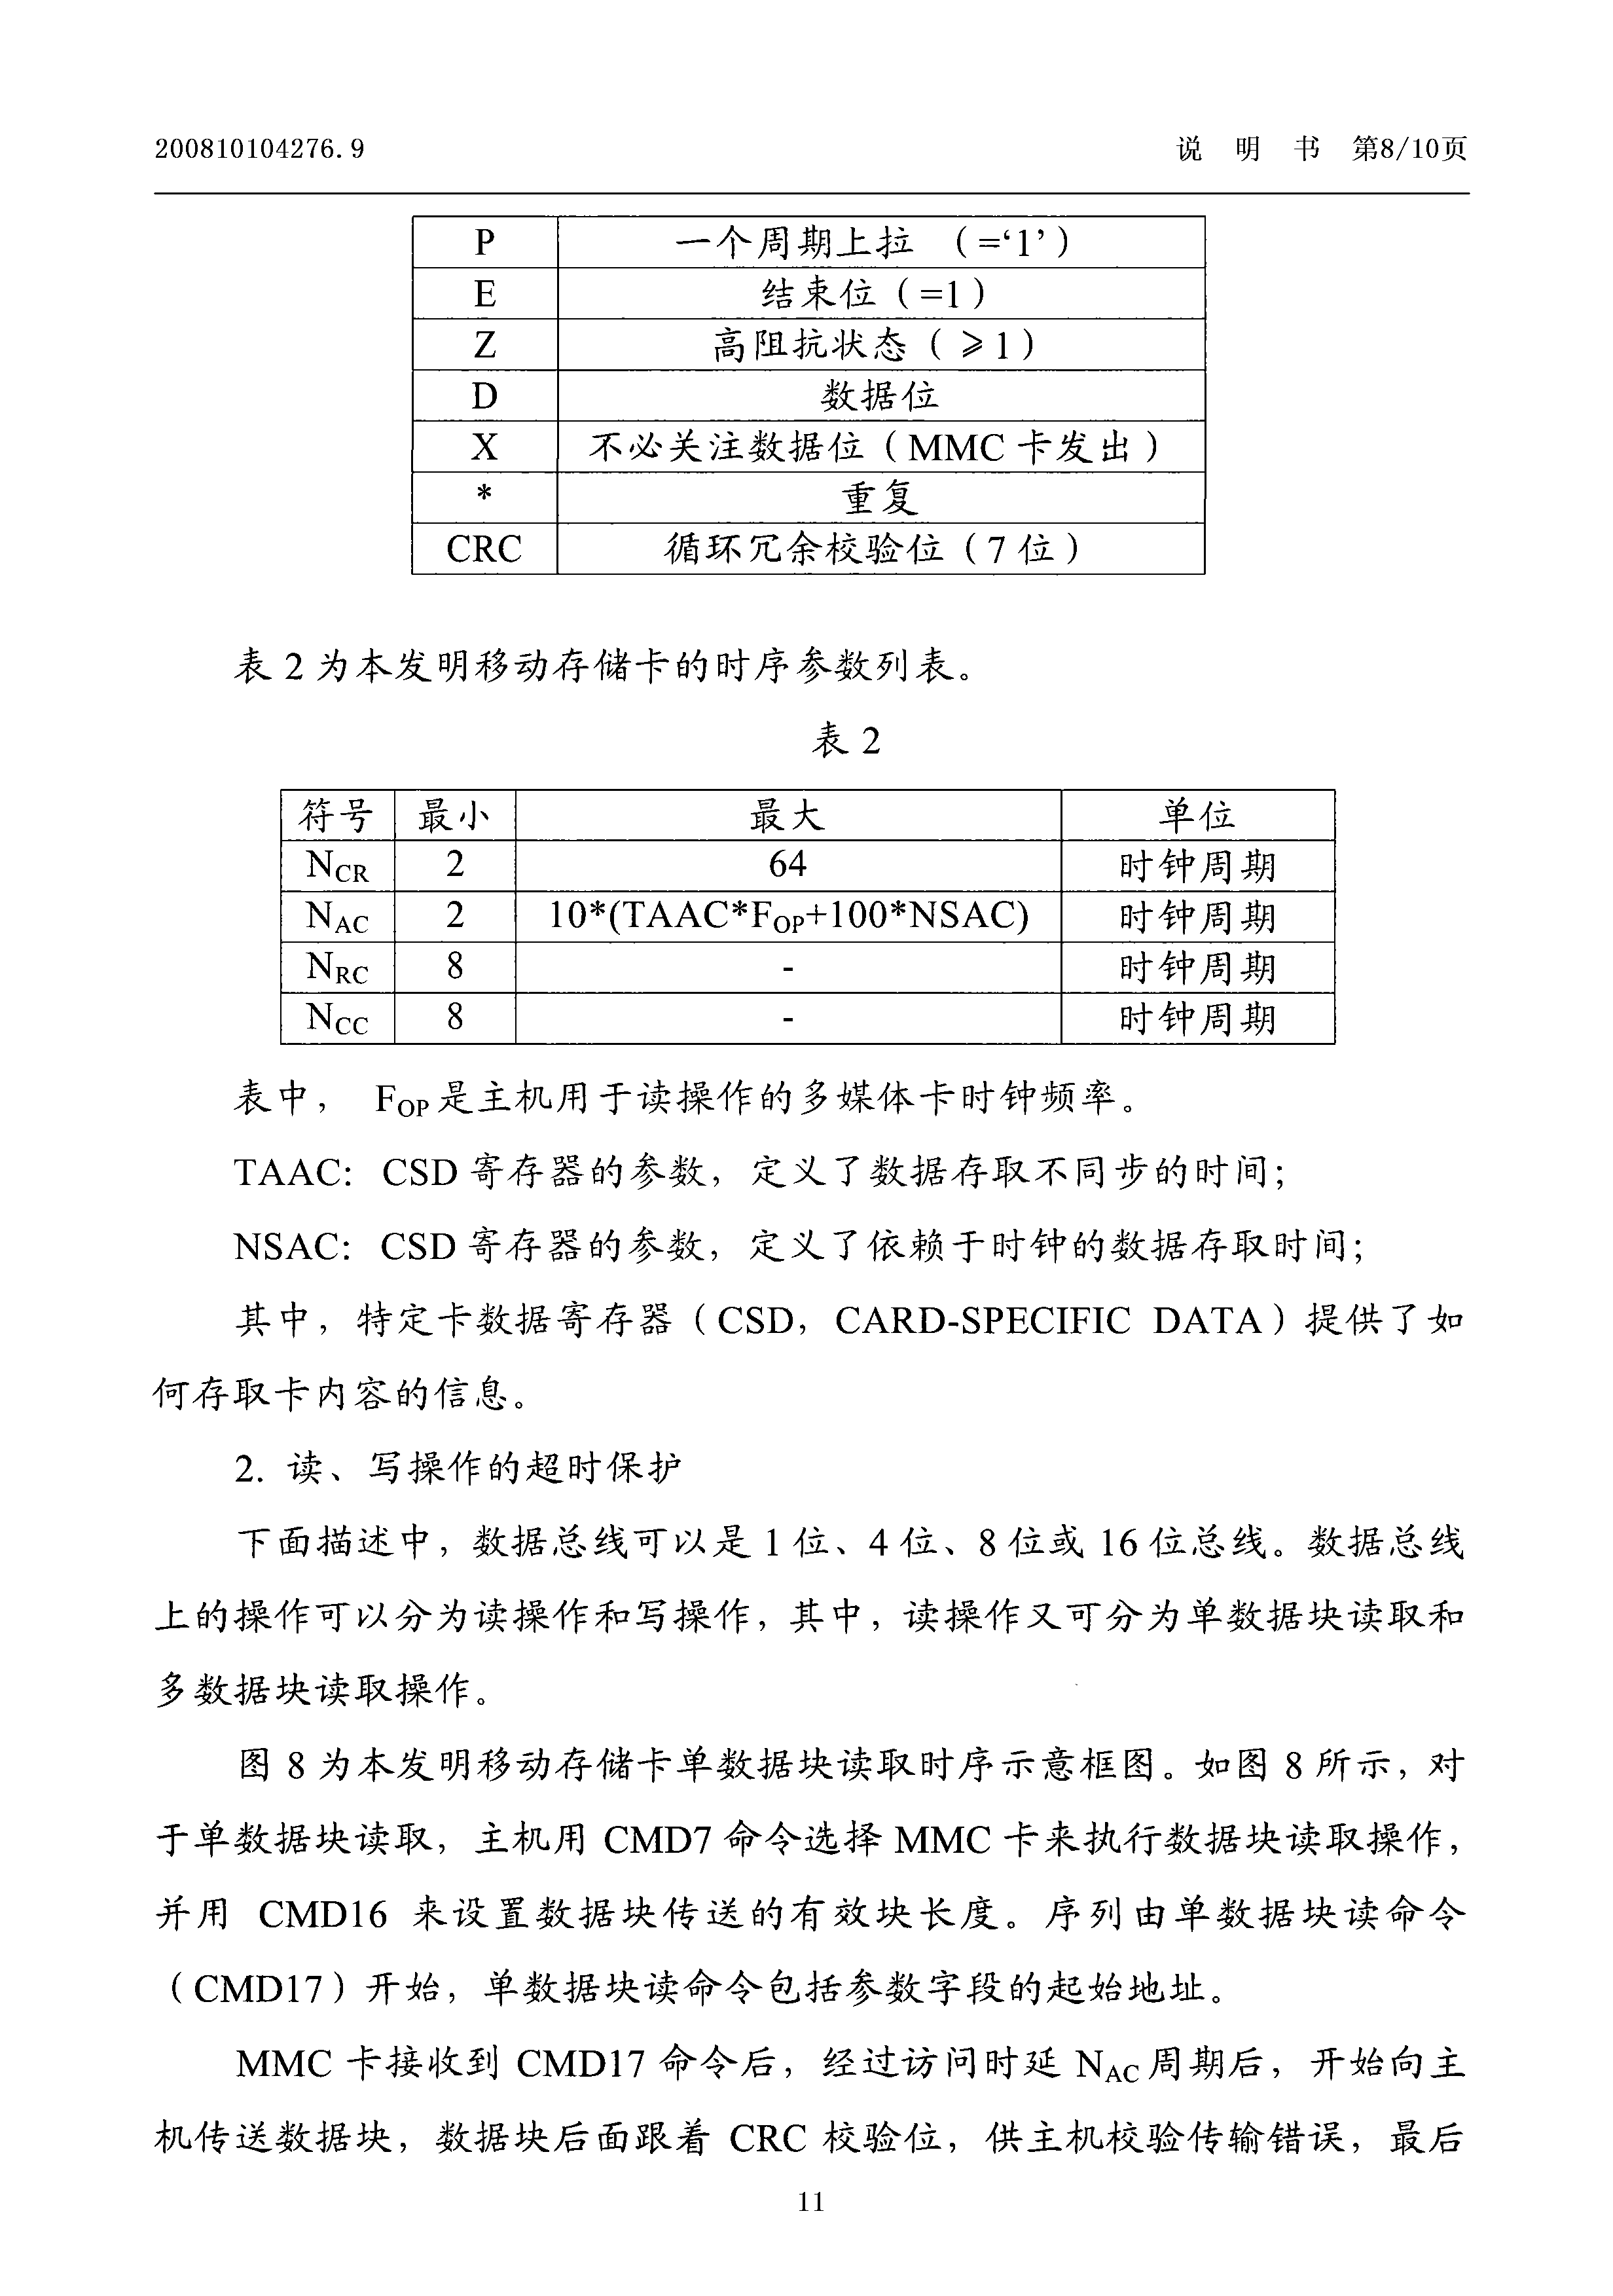 200810104276.9 说 明 书 第8/10页
P 一个周期上拉 （=‘1’）
E 结束位（=1）
Z 高阻抗状态（≥1）
D 数据位
X 不必关注数据位（MMC 卡发出）
* 重复
CRC 循环冗余校验位（7 位）
表 2 为本发明移动存储卡的时序参数列表。
表 2
符号 最小 最大 单位
NCR 2 64 时钟周期
NAC 2 10*(TAAC*FOP+100*NSAC) 时钟周期
NRC 8 - 时钟周期
NCC 8 - 时钟周期
表中， FOP是主机用于读操作的多媒体卡时钟频率。
TAAC: CSD 寄存器的参数，定义了数据存取不同步的时间；
NSAC: CSD 寄存器的参数，定义了依赖于时钟的数据存取时间；
其中，特定卡数据寄存器（CSD，CARD-SPECIFIC DATA）提供了如
何存取卡内容的信息。
2. 读、写操作的超时保护
下面描述中，数据总线可以是 1 位、4 位、8 位或 16 位总线。数据总线
上的操作可以分为读操作和写操作，其中，读操作又可分为单数据块读取和
多数据块读取操作。
图 8 为本发明移动存储卡单数据块读取时序示意框图。如图 8 所示，对
于单数据块读取，主机用 CMD7 命令选择 MMC 卡来执行数据块读取操作，
并用 CMD16 来设置数据块传送的有效块长度。序列由单数据块读命令
（CMD17）开始，单数据块读命令包括参数字段的起始地址。
MMC 卡接收到 CMD17 命令后，经过访问时延 NAC周期后，开始向主
机传送数据块，数据块后面跟着 CRC 校验位，供主机校验传输错误，最后
11